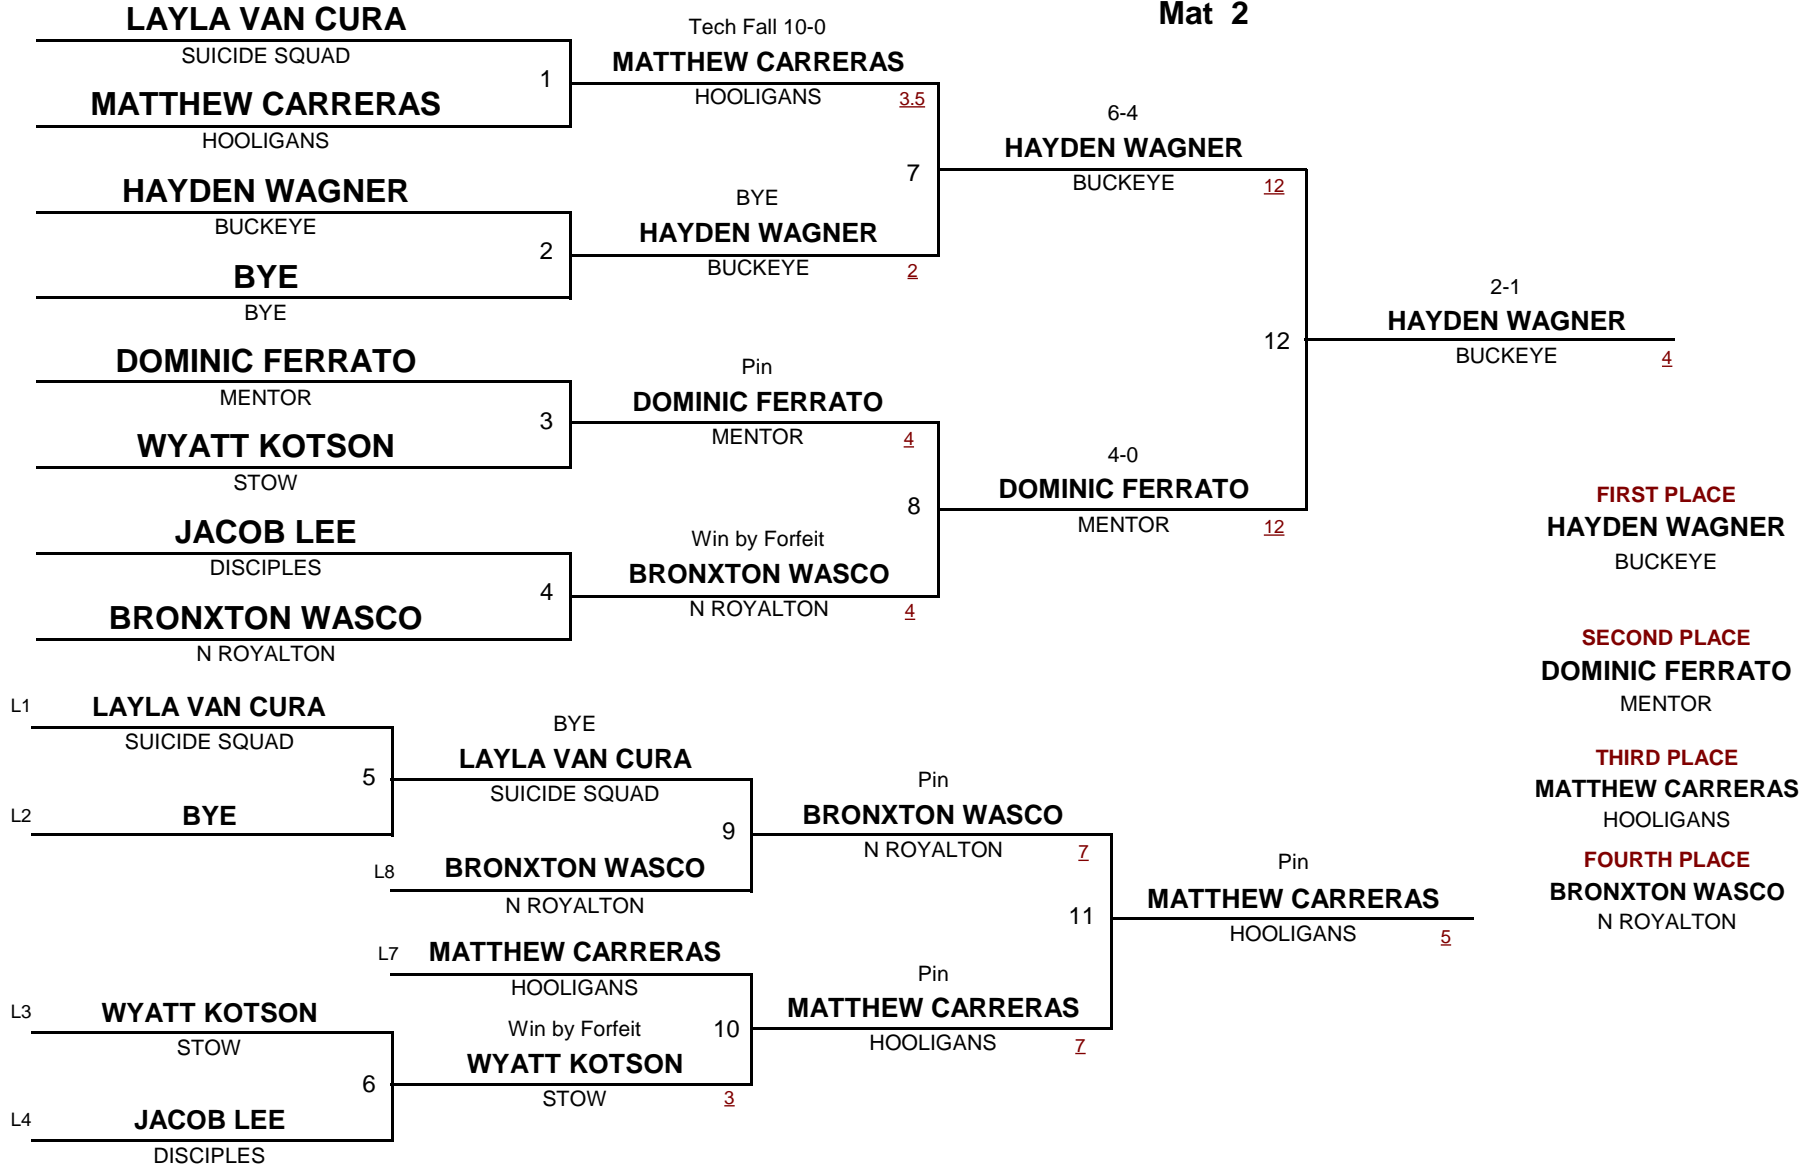 Mat 2
LAYLA VAN CURA
SUICIDE SQUAD
1
MATTHEW CARRERAS
HOOLIGANS
HAYDEN WAGNER
BUCKEYE
2
BYE
BYE
DOMINIC FERRATO
MENTOR
3
WYATT KOTSON
STOW
JACOB LEE
DISCIPLES
4
BRONXTON WASCO
N ROYALTON
Tech Fall 10-0
MATTHEW CARRERAS
HOOLIGANS 3.5
7
BYE
HAYDEN WAGNER
BUCKEYE 2
Pin
DOMINIC FERRATO
MENTOR 4
8
Win by Forfeit
BRONXTON WASCO
N ROYALTON 4
6-4
HAYDEN WAGNER
BUCKEYE 12
12
4-0
DOMINIC FERRATO
MENTOR 12
2-1
HAYDEN WAGNER
BUCKEYE 4
FIRST PLACE
HAYDEN WAGNER
BUCKEYE
SECOND PLACE
DOMINIC FERRATO
MENTOR
THIRD PLACE
MATTHEW CARRERAS
HOOLIGANS
FOURTH PLACE
BRONXTON WASCO
N ROYALTON
L1 LAYLA VAN CURA
SUICIDE SQUAD
5
L2 BYE
L3 WYATT KOTSON
STOW
6
L4 JACOB LEE
DISCIPLES
BYE
LAYLA VAN CURA
SUICIDE SQUAD
9
L8 BRONXTON WASCO
N ROYALTON
L7 MATTHEW CARRERAS
HOOLIGANS
Win by Forfeit 10
WYATT KOTSON
STOW 3
Pin
BRONXTON WASCO
N ROYALTON 7
11
Pin
MATTHEW CARRERAS
HOOLIGANS 7
Pin
MATTHEW CARRERAS
HOOLIGANS 5